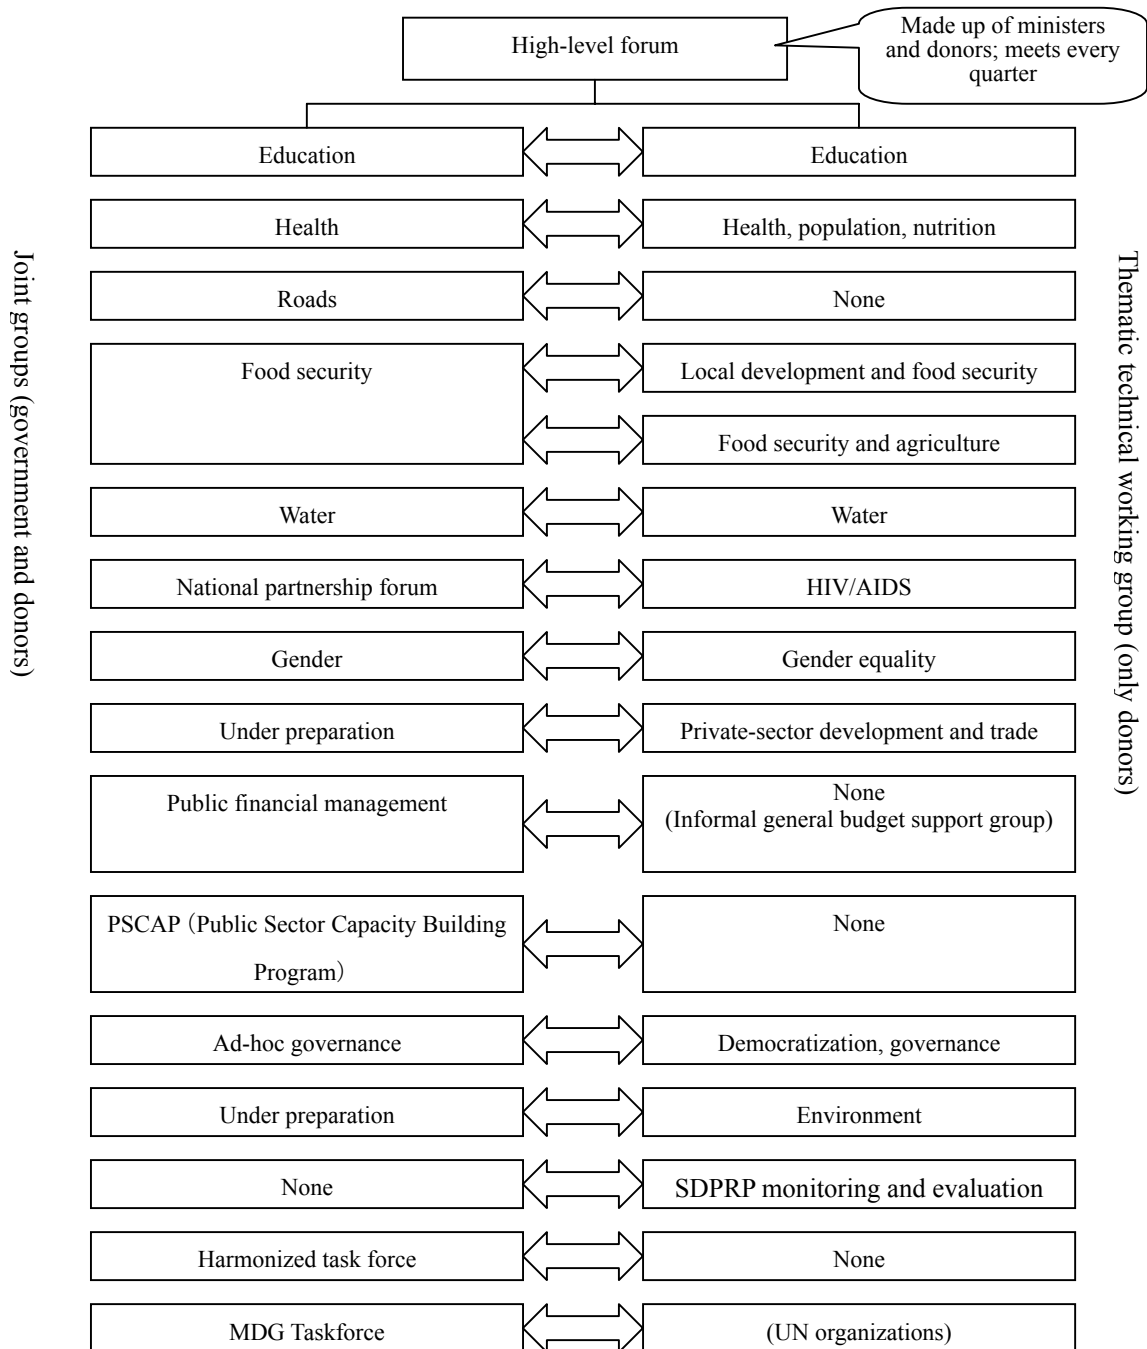 High-level forum
Made up of ministers
and donors; meets every
quarter
Joint groups (government and donors)
Thematic technical working group (only donors)
Education
Education
Health
Health, population, nutrition
Roads
None
Food security
Local development and food security
Food security and agriculture
Water
Water
National partnership forum
HIV/AIDS
Gender
Gender equality
Under preparation
Private-sector development and trade
Public financial management
None
(Informal general budget support group)
PSCAP（Public Sector Capacity Building
Program）
None
Ad-hoc governance
Democratization, governance
Under preparation
Environment
None
SDPRP monitoring and evaluation
Harmonized task force
None
MDG Taskforce
(UN organizations)